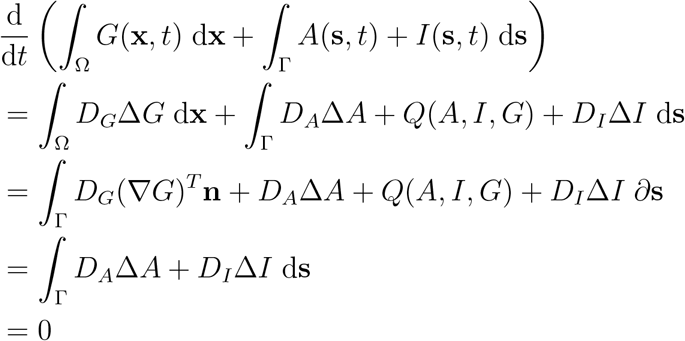 d/dt ( ∫_Ω G(𝐱, t) d𝐱 + ∫_Γ A(𝐬, t) + I(𝐬, t) d𝐬 )
= ∫_Ω D_G ΔG d𝐱 + ∫_Γ D_A ΔA + Q(A, I, G) + D_I ΔI d𝐬
= ∫_Γ D_G (∇G)^T 𝐧 + D_A ΔA + Q(A, I, G) + D_I ΔI ∂𝐬
= ∫_Γ D_A ΔA + D_I ΔI d𝐬
= 0